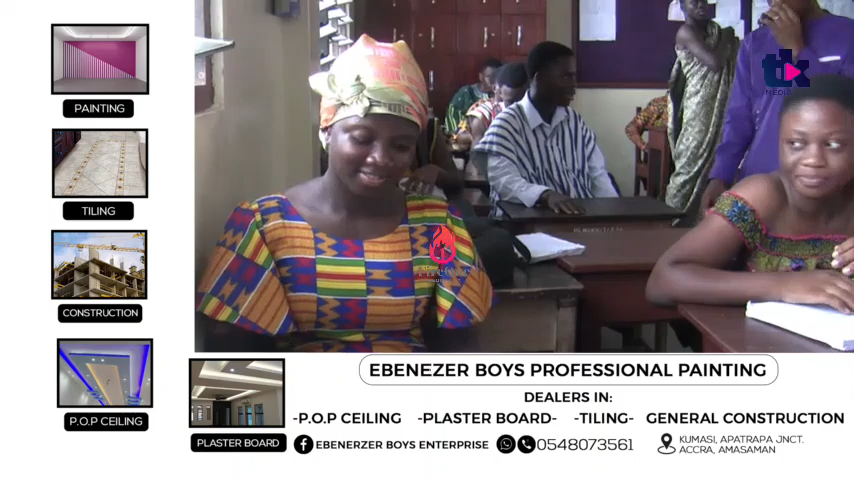 tk
MEDIA
PAINTING
TILING
CONSTRUCTION
P.O.P CEILING
PLASTER BOARD
EBENEZER BOYS PROFESSIONAL PAINTING
DEALERS IN:
-P.O.P CEILING -PLASTER BOARD- -TILING- GENERAL CONSTRUCTION
EBENERZER BOYS ENTERPRISE
0548073561
KUMASI, APATRAPA JNCT.
ACCRA, AMASAMAN